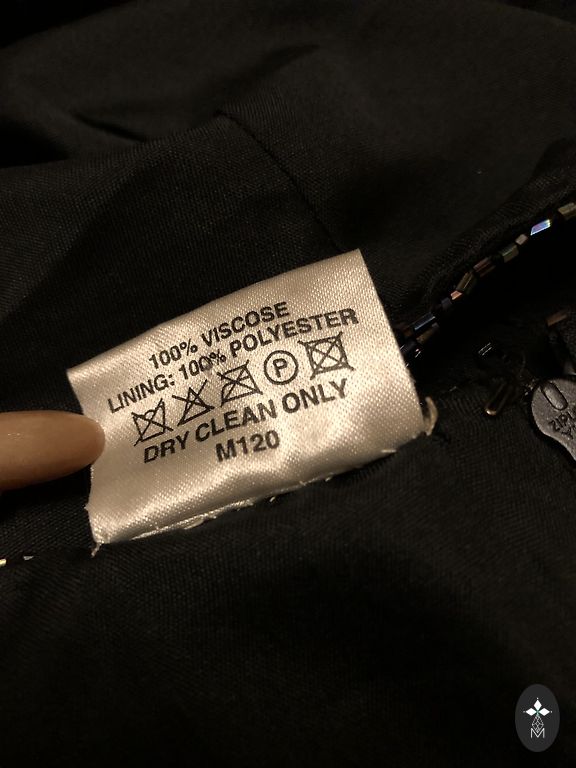 100% VISCOSE
LINING: 100% POLYESTER
P
DRY CLEAN ONLY
M120
M